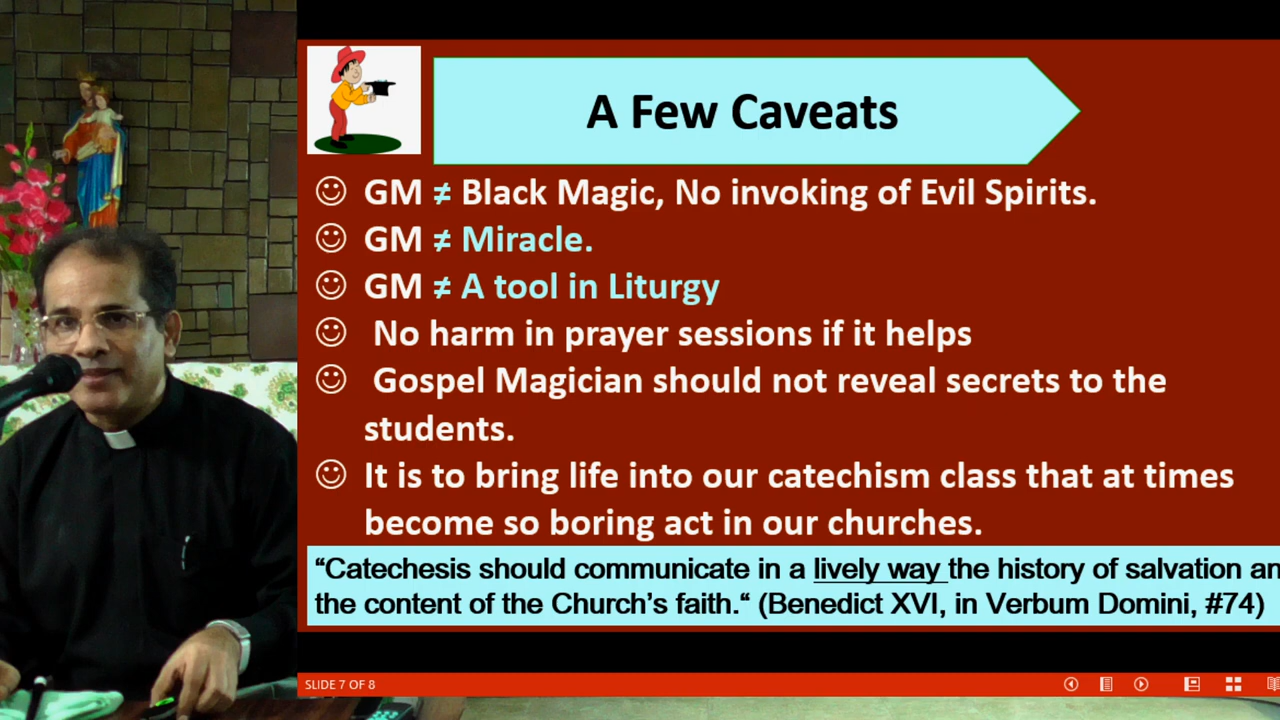 A Few Caveats
GM ≠ Black Magic, No invoking of Evil Spirits.
GM ≠ Miracle.
GM ≠ A tool in Liturgy
No harm in prayer sessions if it helps
Gospel Magician should not reveal secrets to the
students.
It is to bring life into our catechism class that at times
become so boring act in our churches.
“Catechesis should communicate in a lively way the history of salvation an
the content of the Church’s faith.“ (Benedict XVI, in Verbum Domini, #74)
SLIDE 7 OF 8